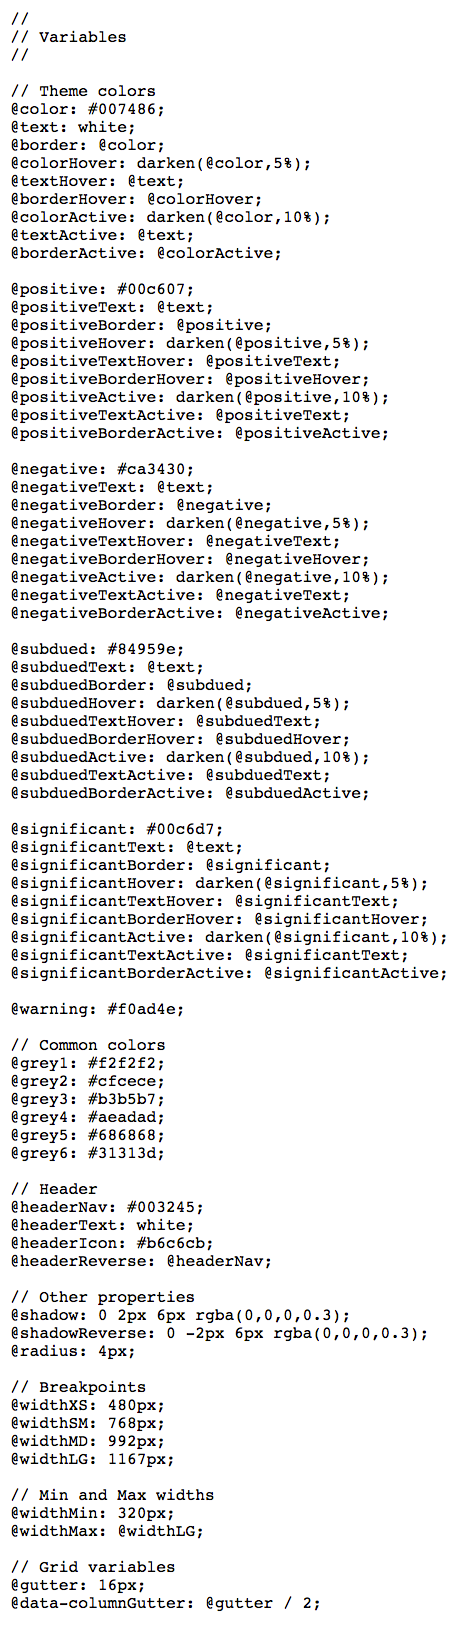 //
// Variables
//
// Theme colors
@color: #007486;
@text: white;
@border: @color;
@colorHover: darken(@color,5%);
@textHover: @text;
@borderHover: @colorHover;
@colorActive: darken(@color,10%);
@textActive: @text;
@borderActive: @colorActive;
@positive: #00c607;
@positiveText: @text;
@positiveBorder: @positive;
@positiveHover: darken(@positive,5%);
@positiveTextHover: @positiveText;
@positiveBorderHover: @positiveHover;
@positiveActive: darken(@positive,10%);
@positiveTextActive: @positiveText;
@positiveBorderActive: @positiveActive;
@negative: #ca3430;
@negativeText: @text;
@negativeBorder: @negative;
@negativeHover: darken(@negative,5%);
@negativeTextHover: @negativeText;
@negativeBorderHover: @negativeHover;
@negativeActive: darken(@negative,10%);
@negativeTextActive: @negativeText;
@negativeBorderActive: @negativeActive;
@subdued: #84959e;
@subduedText: @text;
@subduedBorder: @subdued;
@subduedHover: darken(@subdued,5%);
@subduedTextHover: @subduedText;
@subduedBorderHover: @subduedHover;
@subduedActive: darken(@subdued,10%);
@subduedTextActive: @subduedText;
@subduedBorderActive: @subduedActive;
@significant: #00c6d7;
@significantText: @text;
@significantBorder: @significant;
@significantHover: darken(@significant,5%);
@significantTextHover: @significantText;
@significantBorderHover: @significantHover;
@significantActive: darken(@significant,10%);
@significantTextActive: @significantText;
@significantBorderActive: @significantActive;
@warning: #f0ad4e;
// Common colors
@grey1: #f2f2f2;
@grey2: #cfcece;
@grey3: #b3b5b7;
@grey4: #aeadad;
@grey5: #686868;
@grey6: #31313d;
// Header
@headerNav: #003245;
@headerText: white;
@headerIcon: #b6c6cb;
@headerReverse: @headerNav;
// Other properties
@shadow: 0 2px 6px rgba(0,0,0,0.3);
@shadowReverse: 0 -2px 6px rgba(0,0,0,0.3);
@radius: 4px;
// Breakpoints
@widthXS: 480px;
@widthSM: 768px;
@widthMD: 992px;
@widthLG: 1167px;
// Min and Max widths
@widthMin: 320px;
@widthMax: @widthLG;
// Grid variables
@gutter: 16px;
@data-columnGutter: @gutter / 2;